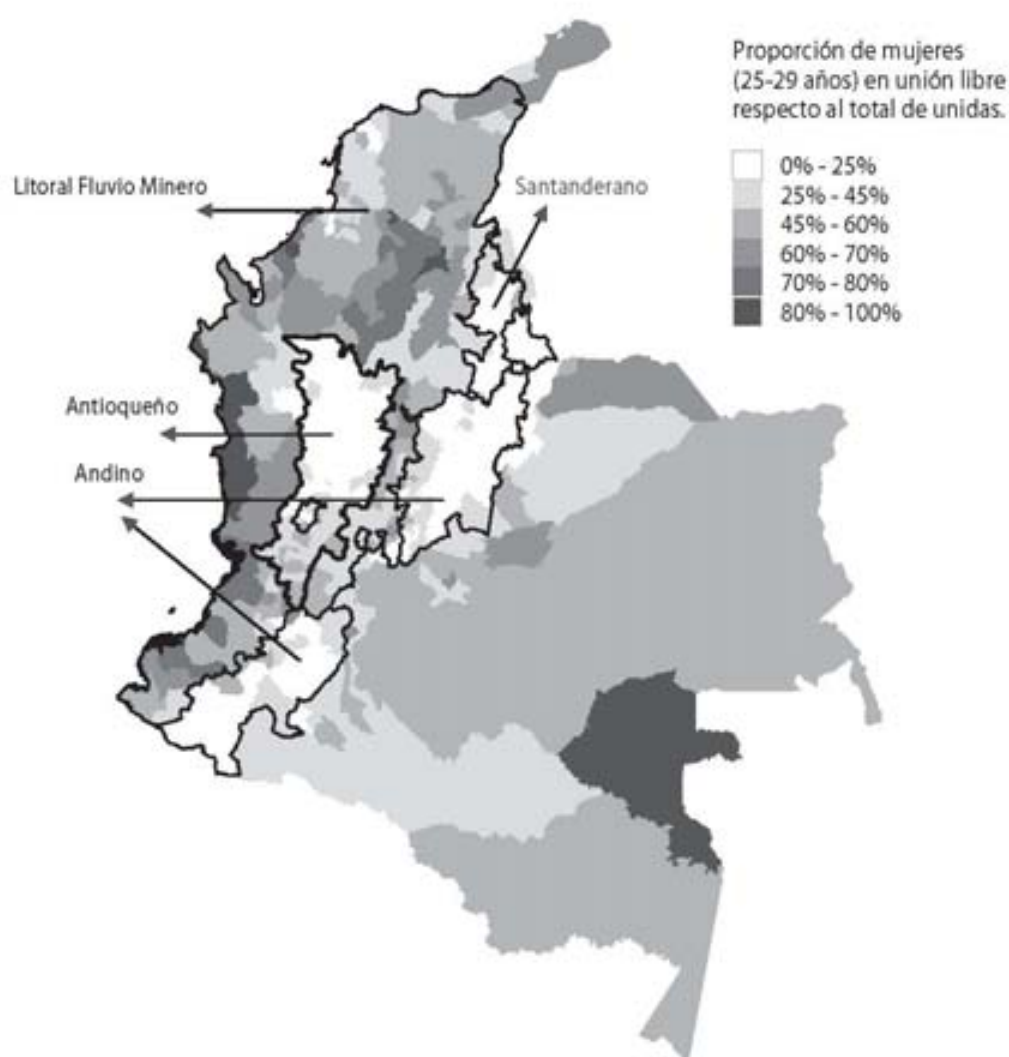 Proporción de mujeres
(25-29 años) en unión libre
respecto al total de unidas.
0% - 25%
25% - 45%
45% - 60%
60% - 70%
70% - 80%
80% - 100%
Litoral Fluvio Minero
Santanderano
Antioqueño
Andino